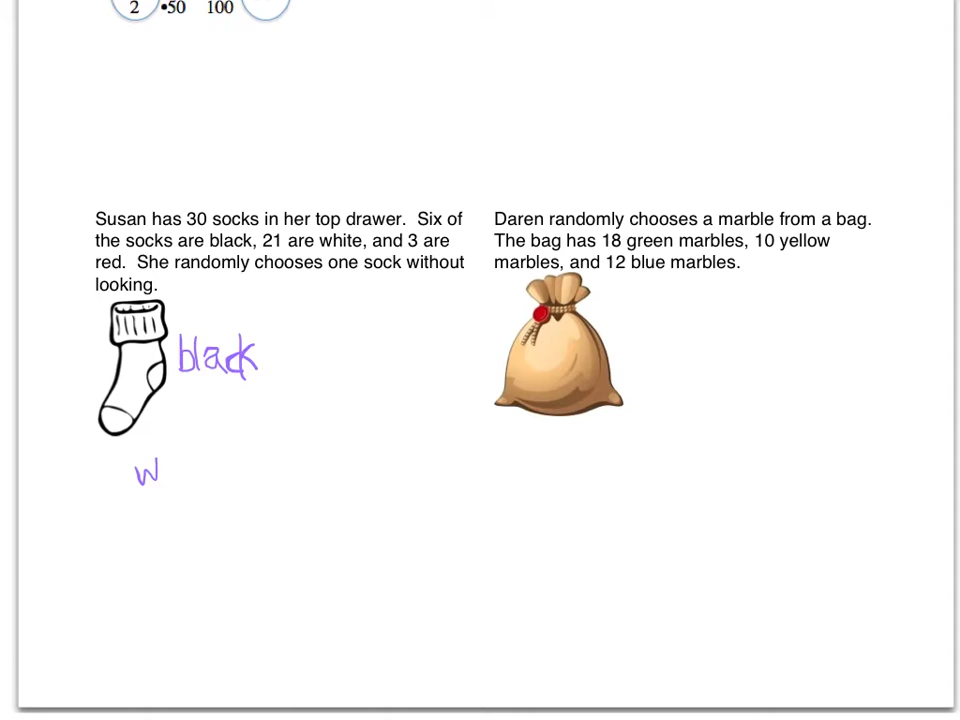 2 •50 100
Susan has 30 socks in her top drawer. Six of
the socks are black, 21 are white, and 3 are
red. She randomly chooses one sock without
looking.
black
w
Daren randomly chooses a marble from a bag.
The bag has 18 green marbles, 10 yellow
marbles, and 12 blue marbles.